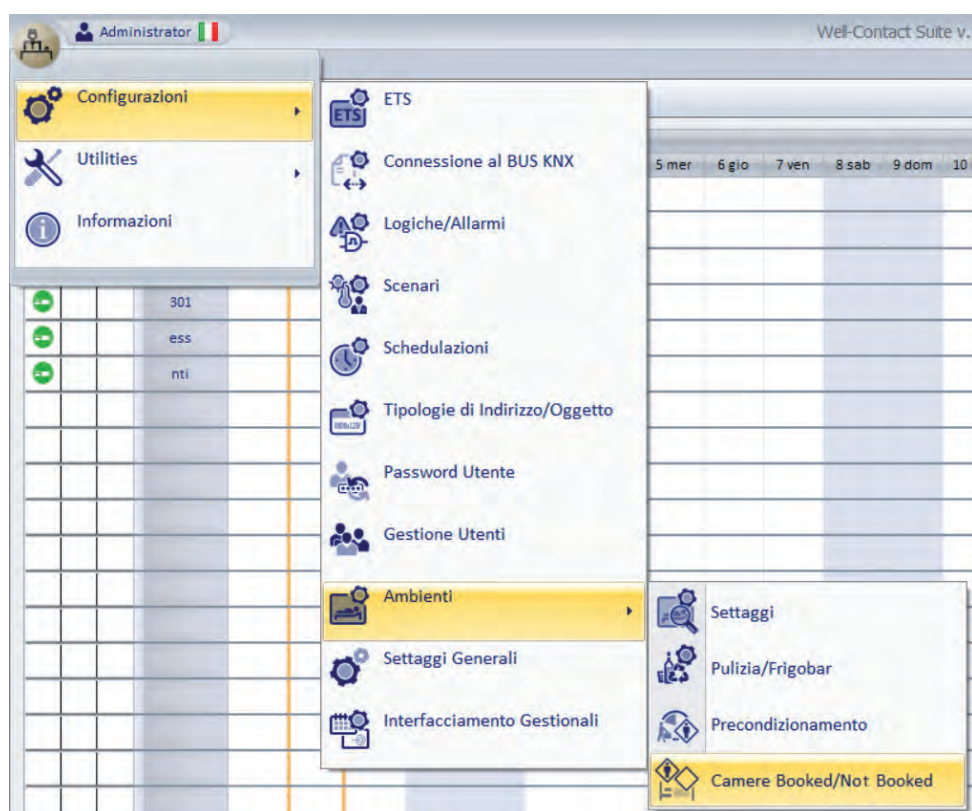 Administrator
Well-Contact Suite v.
Configurazioni
Utilities
Informazioni
ETS
ETS
Connessione al BUS KNX
Logiche/Allarmi
Scenari
Schedulazioni
Tipologie di Indirizzo/Oggetto
Password Utente
Gestione Utenti
Ambienti
Settaggi Generali
Interfacciamento Gestionali
Settaggi
Pulizia/Frigobar
Precondizionamento
Camere Booked/Not Booked
5 mer 6 gio 7 ven 8 sab 9 dom 10
301
ess
nti